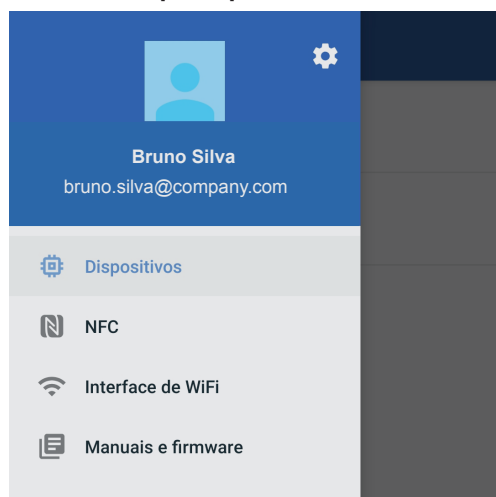 Bruno Silva
bruno.silva@company.com
Dispositivos
NFC
Interface de WiFi
Manuais e firmware